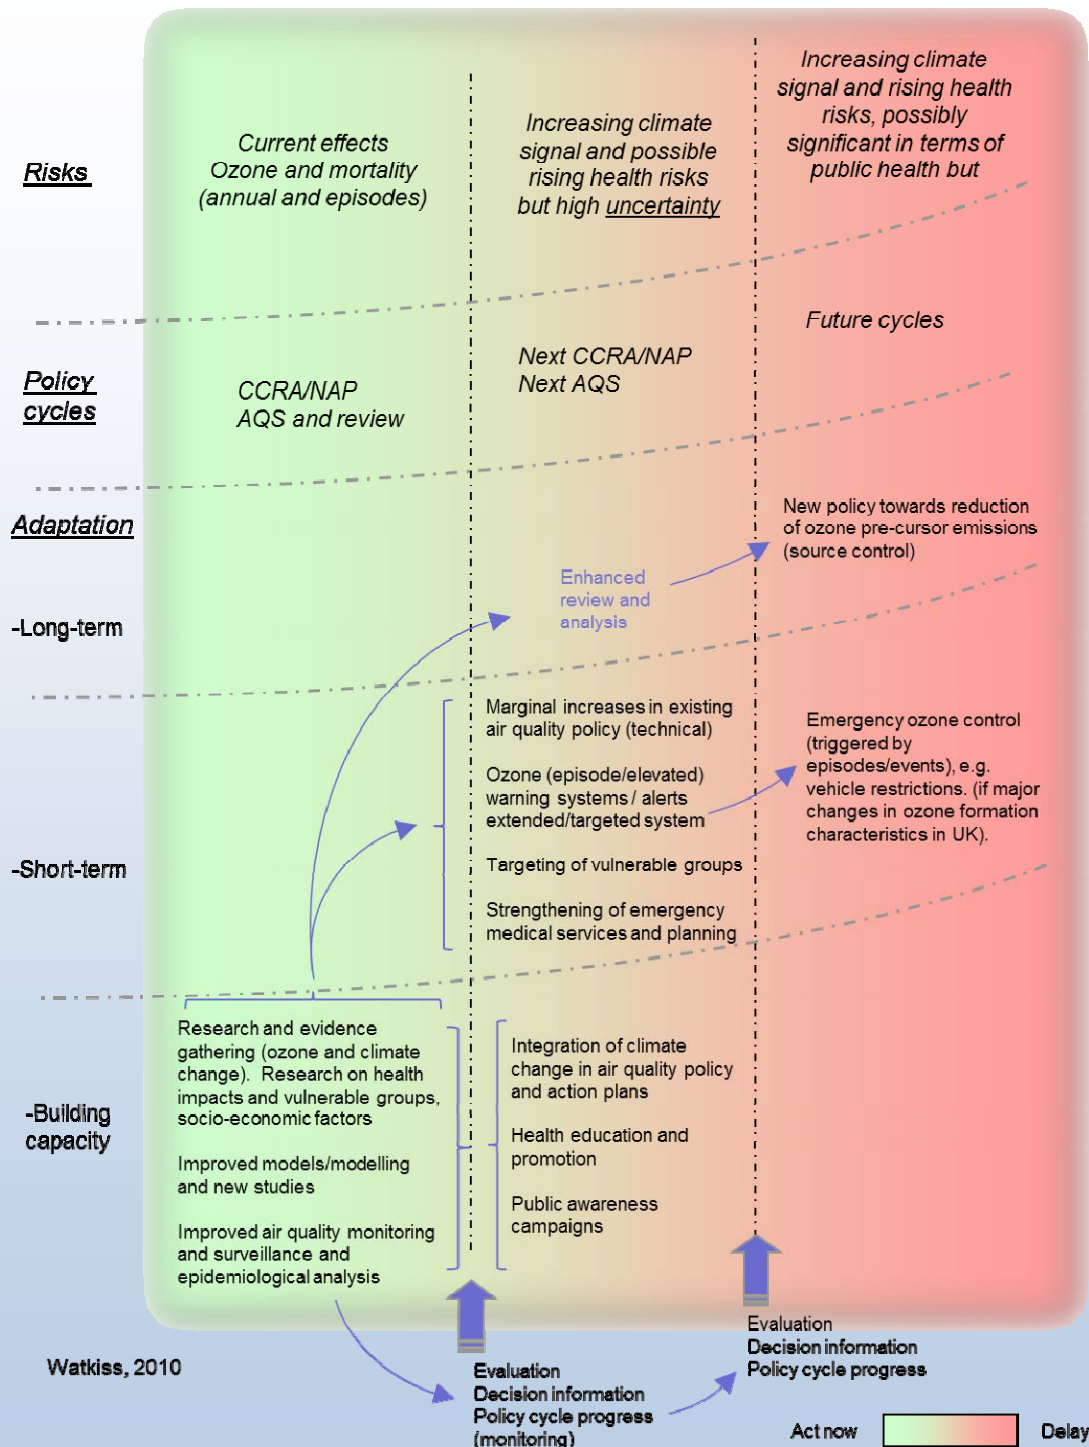 Risks
Current effects
Ozone and mortality
(annual and episodes)
Increasing climate
signal and possible
rising health risks
but high uncertainty
Increasing climate
signal and rising health
risks, possibly
significant in terms of
public health but
Policy
cycles
CCRA/NAP
AQS and review
Next CCRA/NAP
Next AQS
Future cycles
Adaptation
-Long-term
Enhanced
review and
analysis
New policy towards reduction
of ozone pre-cursor emissions
(source control)
-Short-term
Marginal increases in existing
air quality policy (technical)
Ozone (episode/elevated)
warning systems / alerts
extended/targeted system
Targeting of vulnerable groups
Strengthening of emergency
medical services and planning
Emergency ozone control
(triggered by
episodes/events), e.g.
vehicle restrictions. (if major
changes in ozone formation
characteristics in UK).
-Building
capacity
Research and evidence
gathering (ozone and climate
change). Research on health
impacts and vulnerable groups,
socio-economic factors
Improved models/modelling
and new studies
Improved air quality monitoring
and surveillance and
epidemiological analysis
Integration of climate
change in air quality policy
and action plans
Health education and
promotion
Public awareness
campaigns
Watkiss, 2010
Evaluation
Decision information
Policy cycle progress
(monitoring)
Evaluation
Decision information
Policy cycle progress
Act now
Delay